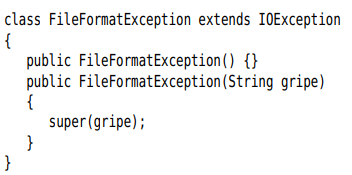 class FileFormatException extends IOException
{
   public FileFormatException() {}
   public FileFormatException(String gripe)
   {
      super(gripe);
   }
}